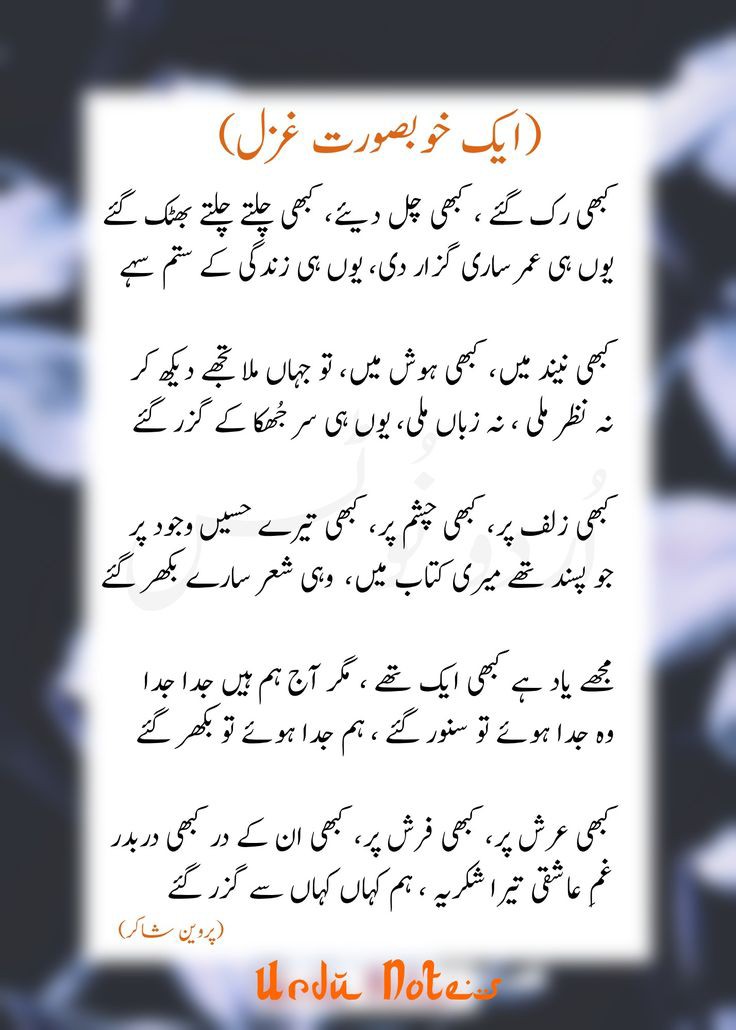 (ایک خوبصورت غزل)
کبھی رک گئے ، کبھی چل دیئے، کبھی چلتے چلتے بھٹک گئے
یوں ہی عمر ساری گزار دی، یوں ہی زندگی کے ستم سہے
کبھی نیند میں، کبھی ہوش میں، تو جہاں ملا تجھے دیکھ کر
نہ نظر ملی ، نہ زباں ملی، یوں ہی سر جُھکا کے گزر گئے
کبھی زلف پر، کبھی چشم پر، کبھی تیرے حسیں وجود پر
جو پسند تھے میری کتاب میں، وہی شعر سارے بکھر گئے
مجھے یاد ہے کبھی ایک تھے ، مگر آج ہم ہیں جدا جدا
وہ جدا ہوئے تو سنور گئے ، ہم جدا ہوئے تو بکھر گئے
کبھی عرش پر، کبھی فرش پر، کبھی ان کے در کبھی دربدر
غمِ عاشقی تیرا شکریہ ، ہم کہاں کہاں سے گزر گئے
(پروین شاکر)
Urdu Notes
اُردو نوٹس